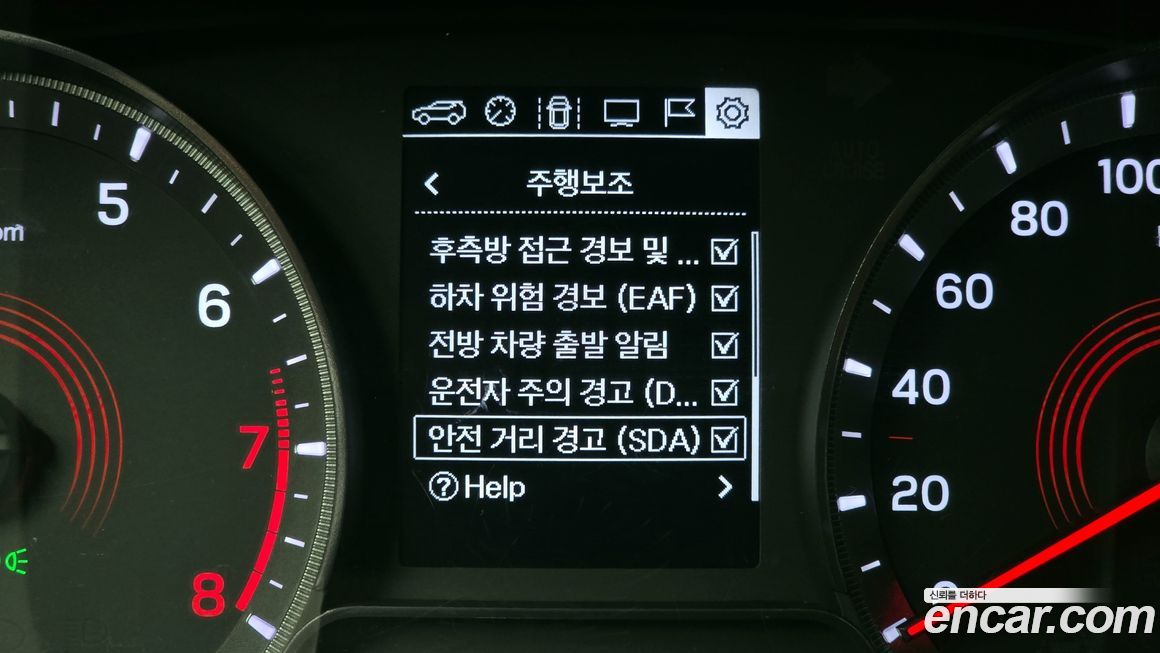 주행보조
후측방 접근 경보 및 ...
하차 위험 경보 (EAF)
전방 차량 출발 알림
운전자 주의 경고 (D...
안전 거리 경고 (SDA)
Help
5
6
7
8
100
80
60
40
20
신뢰를 더하다
encar.com